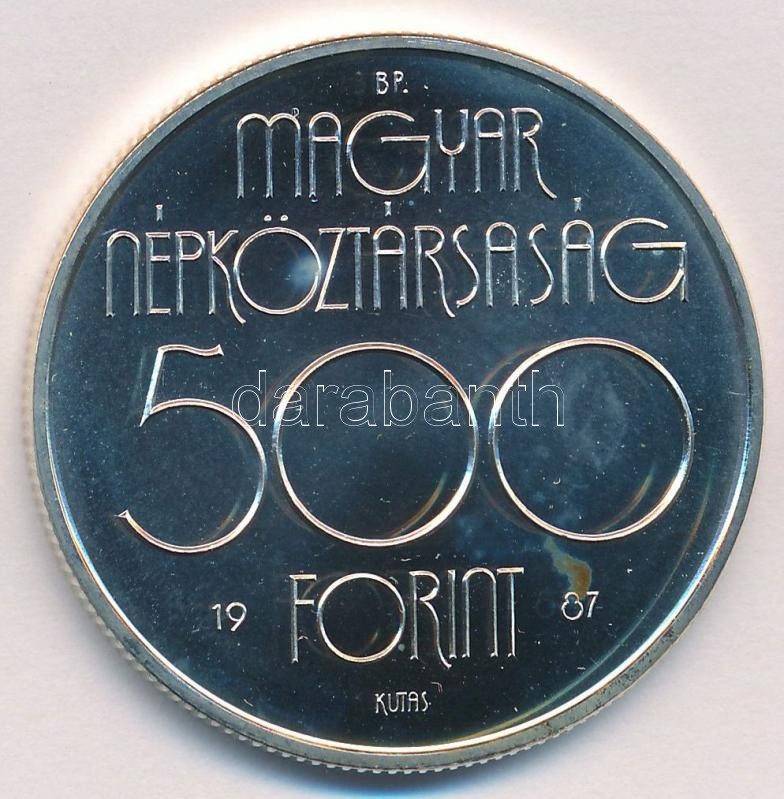 BP.
MAGYAR
NÉPKÖZTÁRSASÁG
500
darabanth
19 FORINT 87
KUTAS